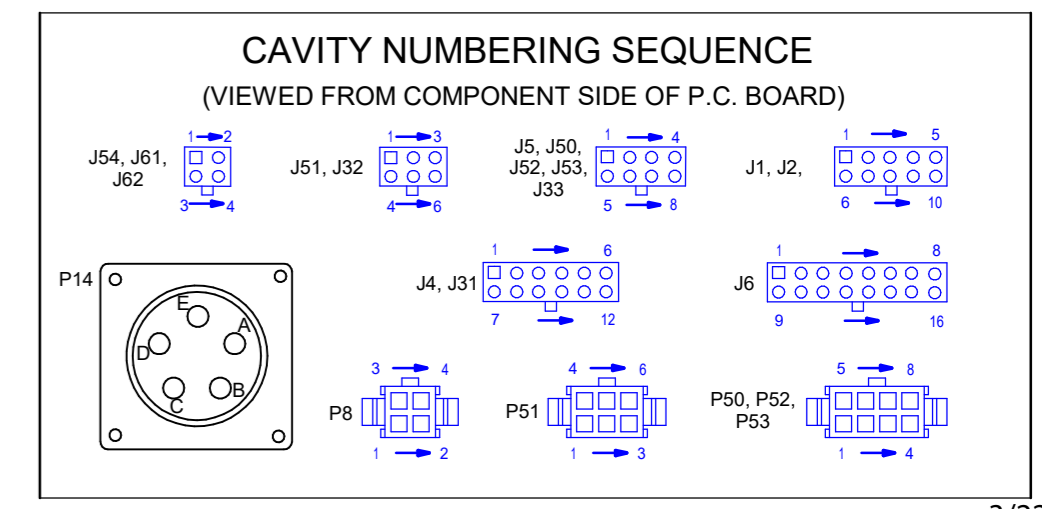 CAVITY NUMBERING SEQUENCE
(VIEWED FROM COMPONENT SIDE OF P.C. BOARD)
1 2
J54, J61,
J62
3 4
1 3
J51, J32
4 6
1 4
J5, J50,
J52, J53,
J33
5 8
1 5
J1, J2,
6 10
P14
E
A
D
B
C
1 6
J4, J31
7 12
1 8
J6
9 16
3 4
P8
1 2
4 6
P51
1 3
5 8
P50, P52,
P53
1 4